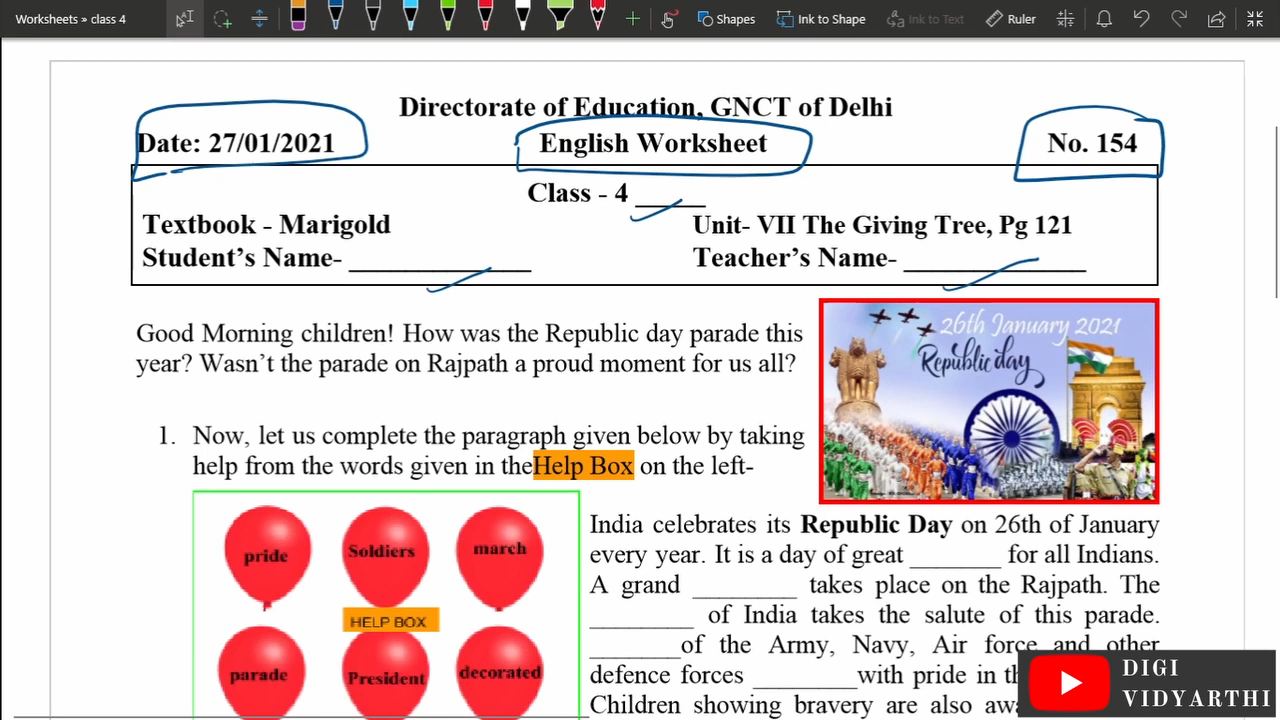 Worksheets » class 4
Shapes
Ink to Shape
Ink to Text
Ruler
Directorate of Education, GNCT of Delhi
Date: 27/01/2021 English Worksheet No. 154
Class - 4 _____
Textbook - Marigold Unit- VII The Giving Tree, Pg 121
Student’s Name- _____________ Teacher’s Name- _____________
Good Morning children! How was the Republic day parade this
year? Wasn’t the parade on Rajpath a proud moment for us all?
26th January 2021
Republic day
1. Now, let us complete the paragraph given below by taking
help from the words given in theHelp Box on the left-
pride
Soldiers
march
HELP BOX
parade
President
decorated
India celebrates its Republic Day on 26th of January
every year. It is a day of great _______ for all Indians.
A grand ________ takes place on the Rajpath. The
________ of India takes the salute of this parade.
_______of the Army, Navy, Air force and other
defence forces ________with pride in
Children showing bravery are also
DIGI
VIDYARTHI